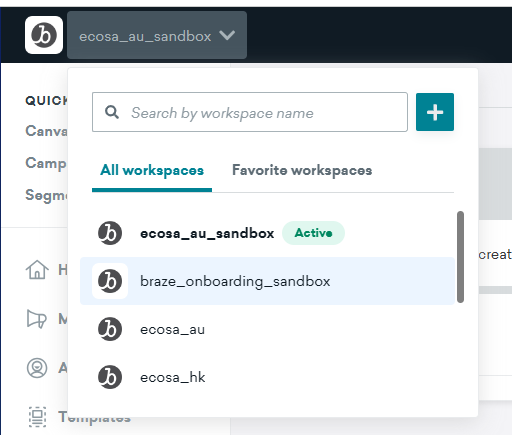 ecosa_au_sandbox
QUICK
Search by workspace name
Canva
All workspaces Favorite workspaces
Camp
Segme
ecosa_au_sandbox Active
creat
braze_onboarding_sandbox
ecosa_au
ecosa_hk
Templates